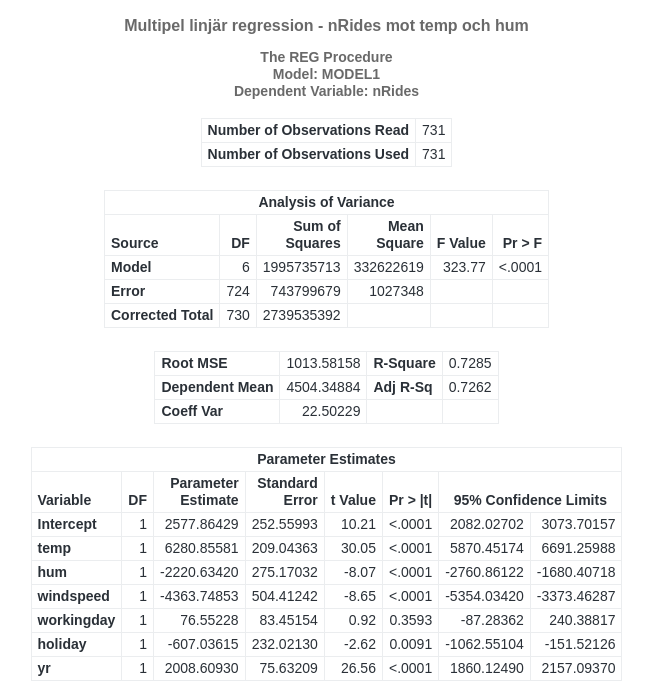 Multipel linjär regression - nRides mot temp och hum
The REG Procedure
Model: MODEL1
Dependent Variable: nRides
Number of Observations Read 731
Number of Observations Used 731
Analysis of Variance
Source DF Sum of Squares Mean Square F Value Pr > F
Model 6 1995735713 332622619 323.77 <.0001
Error 724 743799679 1027348
Corrected Total 730 2739535392
Root MSE 1013.58158 R-Square 0.7285
Dependent Mean 4504.34884 Adj R-Sq 0.7262
Coeff Var 22.50229
Parameter Estimates
Variable DF Parameter Estimate Standard Error t Value Pr > |t| 95% Confidence Limits
Intercept 1 2577.86429 252.55993 10.21 <.0001 2082.02702 3073.70157
temp 1 6280.85581 209.04363 30.05 <.0001 5870.45174 6691.25988
hum 1 -2220.63420 275.17032 -8.07 <.0001 -2760.86122 -1680.40718
windspeed 1 -4363.74853 504.41242 -8.65 <.0001 -5354.03420 -3373.46287
workingday 1 76.55228 83.45154 0.92 0.3593 -87.28362 240.38817
holiday 1 -607.03615 232.02130 -2.62 0.0091 -1062.55104 -151.52126
yr 1 2008.60930 75.63209 26.56 <.0001 1860.12490 2157.09370